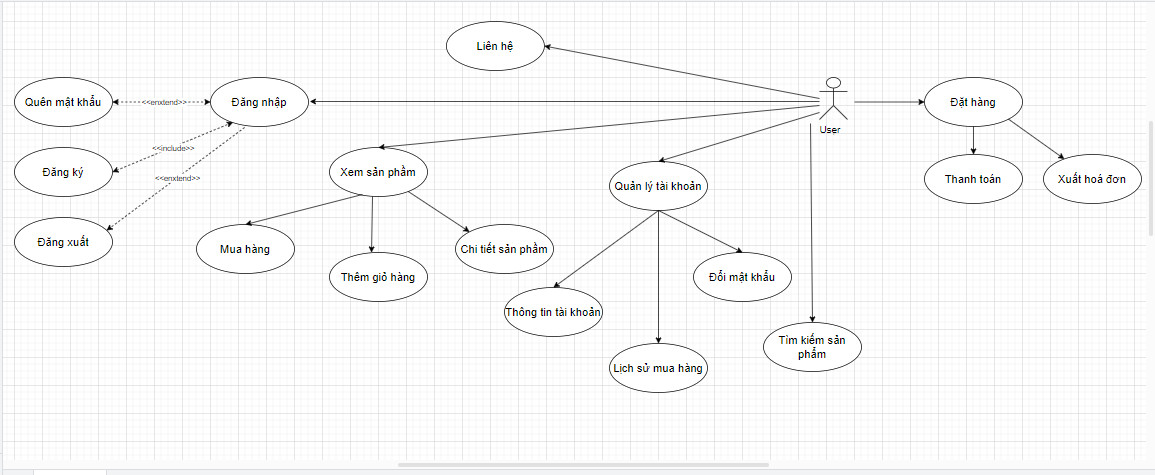 Liên hệ
Quên mật khẩu
<<enxtend>>
Đăng nhập
User
Đặt hàng
<<include>>
Đăng ký
<<enxtend>>
Xem sản phẩm
Quản lý tài khoản
Thanh toán
Xuất hoá đơn
Đăng xuất
Mua hàng
Chi tiết sản phẩm
Thêm giỏ hàng
Đổi mật khẩu
Thông tin tài khoản
Tìm kiếm sản
phẩm
Lịch sử mua hàng